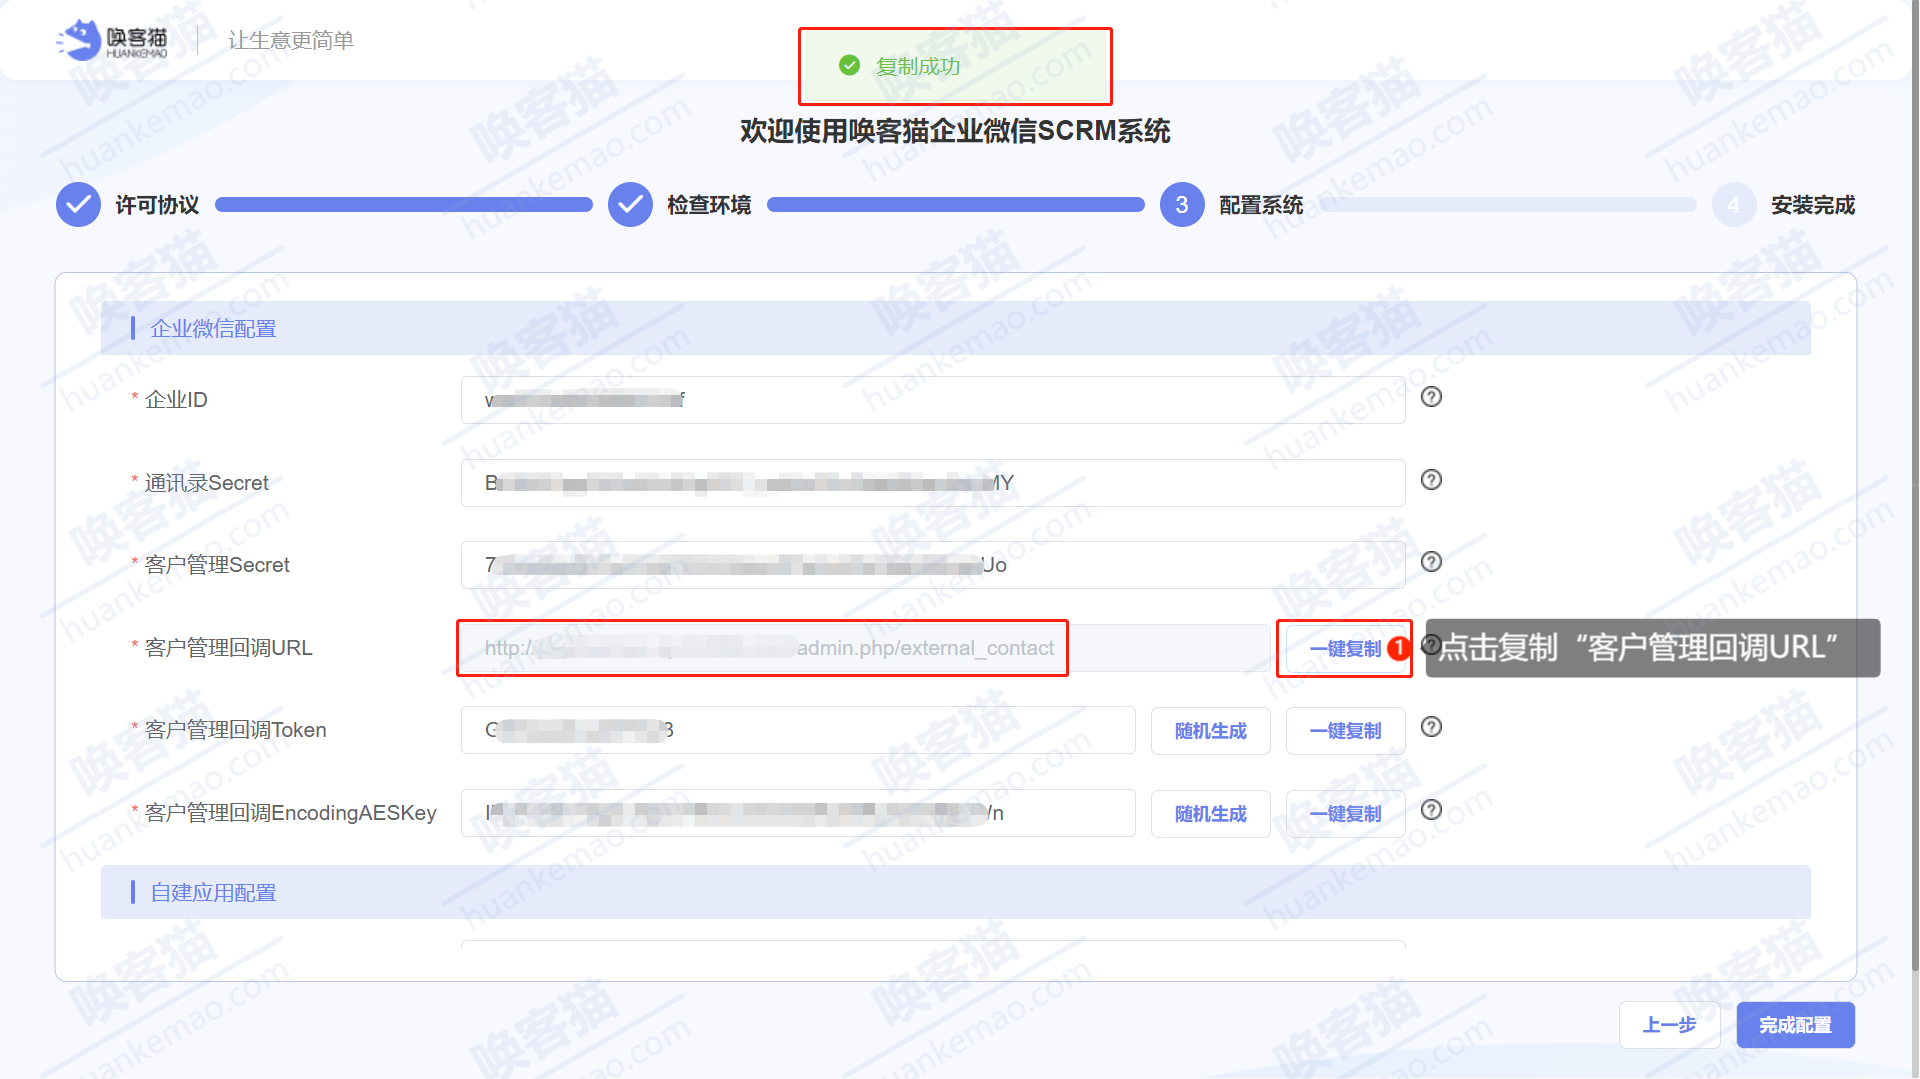 唤客猫
HUANKEMAO
让生意更简单
复制成功
欢迎使用唤客猫企业微信SCRM系统
许可协议
检查环境
3 配置系统
4 安装完成
企业微信配置
* 企业ID
w f
* 通讯录Secret
B MY
* 客户管理Secret
7 Uo
* 客户管理回调URL
http:// admin.php/external_contact
一键复制 1
点击复制“客户管理回调URL”
* 客户管理回调Token
G 3
随机生成
一键复制
* 客户管理回调EncodingAESKey
/n
随机生成
一键复制
自建应用配置
上一步
完成配置
唤客猫
huankemao.com